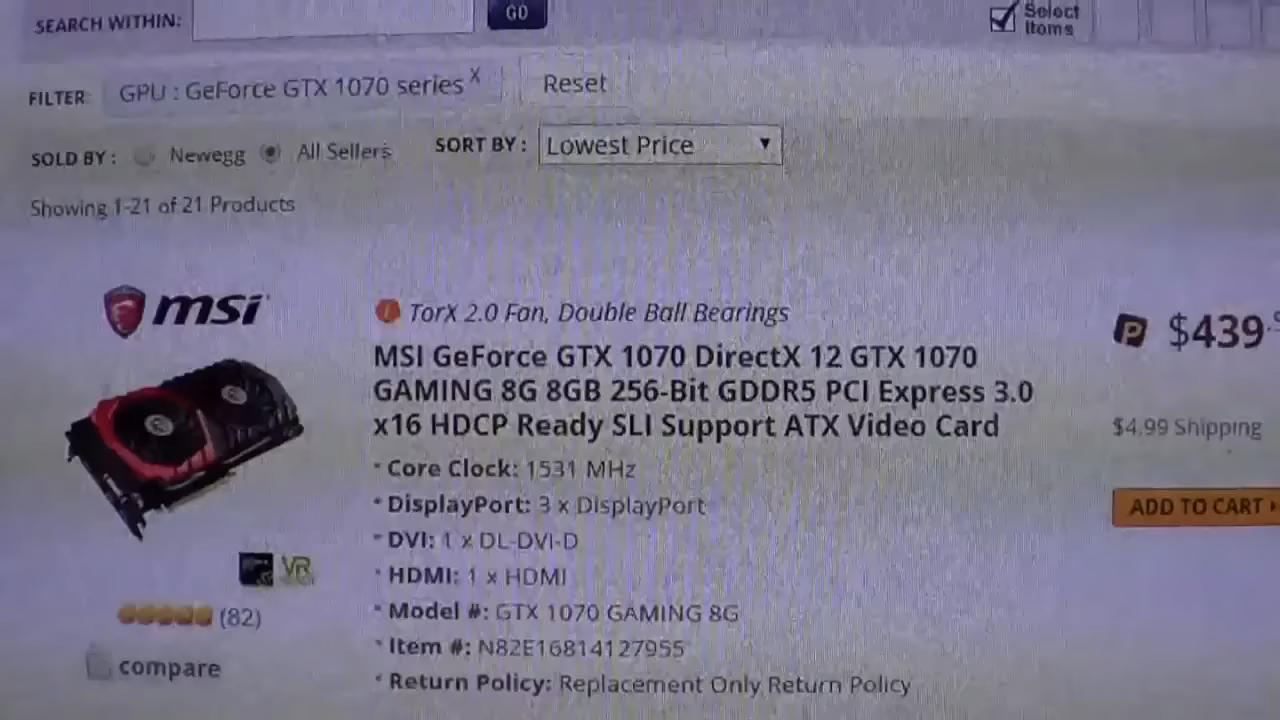 SEARCH WITHIN:
GO
Select
Items
FILTER
GPU : GeForce GTX 1070 series X
Reset
SOLD BY :
Newegg
All Sellers
SORT BY :
Lowest Price
Showing 1-21 of 21 Products
msi
TorX 2.0 Fan, Double Ball Bearings
MSI GeForce GTX 1070 DirectX 12 GTX 1070
GAMING 8G 8GB 256-Bit GDDR5 PCI Express 3.0
x16 HDCP Ready SLI Support ATX Video Card
Core Clock: 1531 MHz
DisplayPort: 3 x DisplayPort
DVI: 1 x DL-DVI-D
HDMI: 1 x HDMI
Model #: GTX 1070 GAMING 8G
Item #: N82E16814127955
Return Policy: Replacement Only Return Policy
VR
(82)
compare
P $439
$4.99 Shipping
ADD TO CART